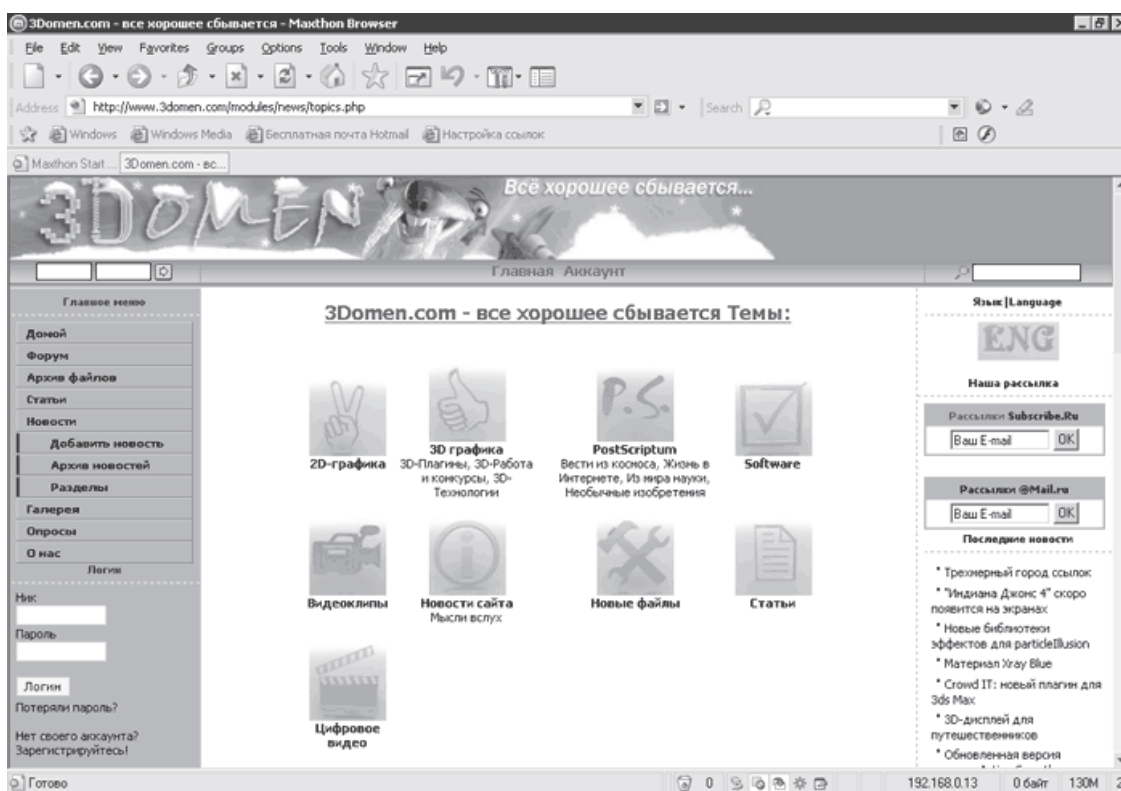 3Domen.com - все хорошее сбывается - Maxthon Browser
File Edit View Favorites Groups Options Tools Window Help
Address http://www.3domen.com/modules/news/topics.php Search
Windows Windows Media Бесплатная почта Hotmail Настройка ссылок
Maxthon Start ... 3Domen.com - вс...
3DOMEN
Всё хорошее сбывается...
Главная Аккаунт
Главное меню
Домой
Форум
Архив файлов
Статьи
Новости
Добавить новость
Архив новостей
Разделы
Галерея
Опросы
О нас
Логин
Ник:
Пароль
Логин
Потеряли пароль?
Нет своего аккаунта?
Зарегистрируйтесь!
3Domen.com - все хорошее сбывается Темы:
2D-графика
3D графика
3D-Плагины, 3D-Работа
и конкурсы, 3D-
Технологии
P.S.
PostScriptum
Вести из космоса, Жизнь в
Интернете, Из мира науки,
Необычные изобретения
Software
Видеоклипы
Новости сайта
Мысли вслух
Новые файлы
Статьи
Цифровое
видео
Язык|Language
ENG
Наша рассылка
Рассылки Subscribe.Ru
Ваш E-mail OK
Рассылки @Mail.ru
Ваш E-mail OK
Последние новости
* Трехмерный город ссылок
* "Индиана Джонс 4" скоро
появится на экранах
* Новые библиотеки
эффектов для particleIllusion
* Материал Xray Blue
* Crowd IT: новый плагин для
3ds Max
* 3D-дисплей для
путешественников
* Обновленная версия
Готово 0 192.168.0.13 0 байт 130M